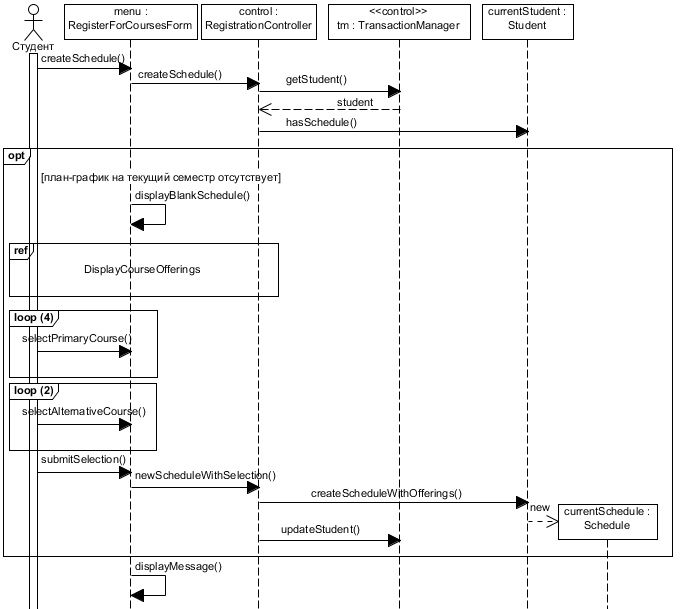 menu :
RegisterForCoursesForm
control :
RegistrationController
<<control>>
tm : TransactionManager
currentStudent :
Student
Студент
createSchedule()
createSchedule()
getStudent()
student
hasSchedule()
opt
[план-график на текущий семестр отсутствует]
displayBlankSchedule()
ref
DisplayCourseOfferings
loop (4)
selectPrimaryCourse()
loop (2)
selectAlternativeCourse()
submitSelection()
newScheduleWithSelection()
createScheduleWithOfferings()
new
currentSchedule :
Schedule
updateStudent()
displayMessage()